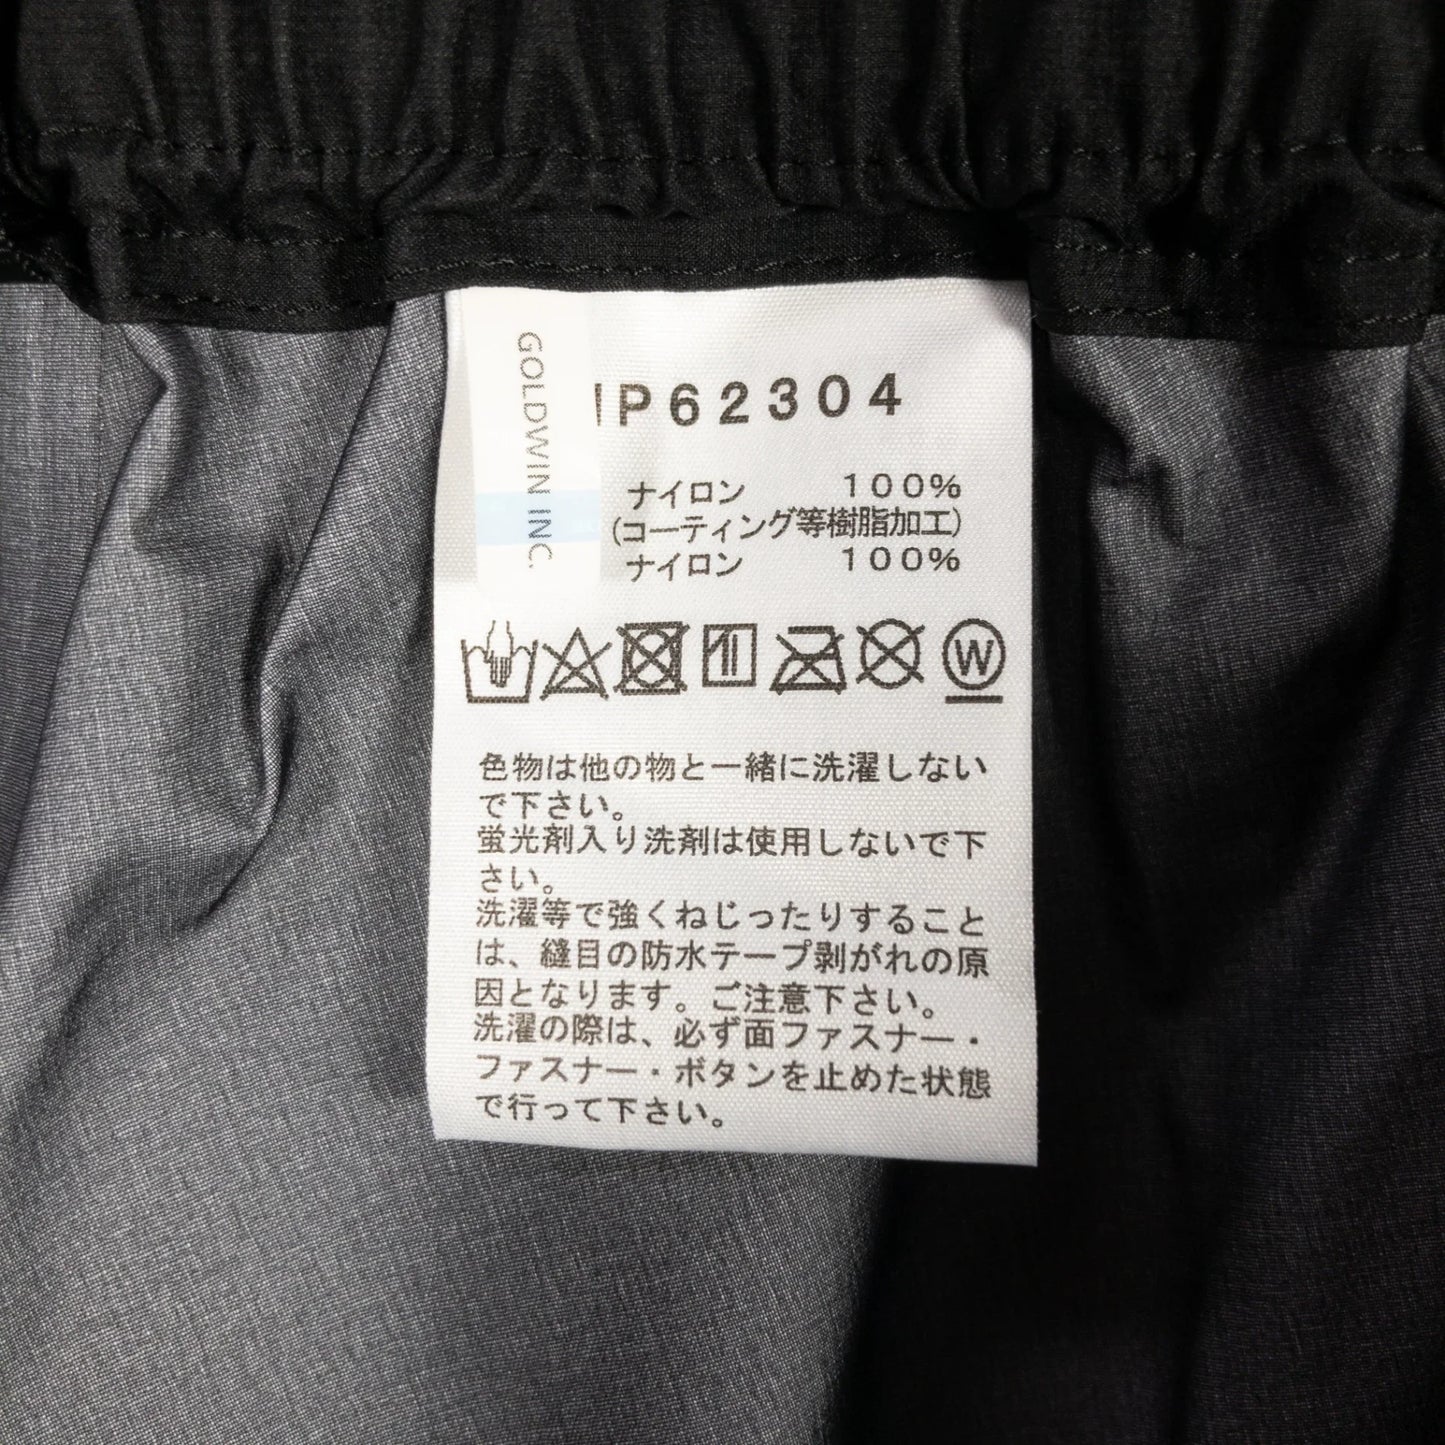 GOLDWIN INC.
P62304
ナイロン 100%
(コーティング等樹脂加工)
ナイロン 100%
W
色物は他の物と一緒に洗濯しない
で下さい。
蛍光剤入り洗剤は使用しないで下
さい。
洗濯等で強くねじったりすること
は、縫目の防水テープ剥がれの原
因となります。ご注意下さい。
洗濯の際は、必ず面ファスナー・
ファスナー・ボタンを止めた状態
で行って下さい。